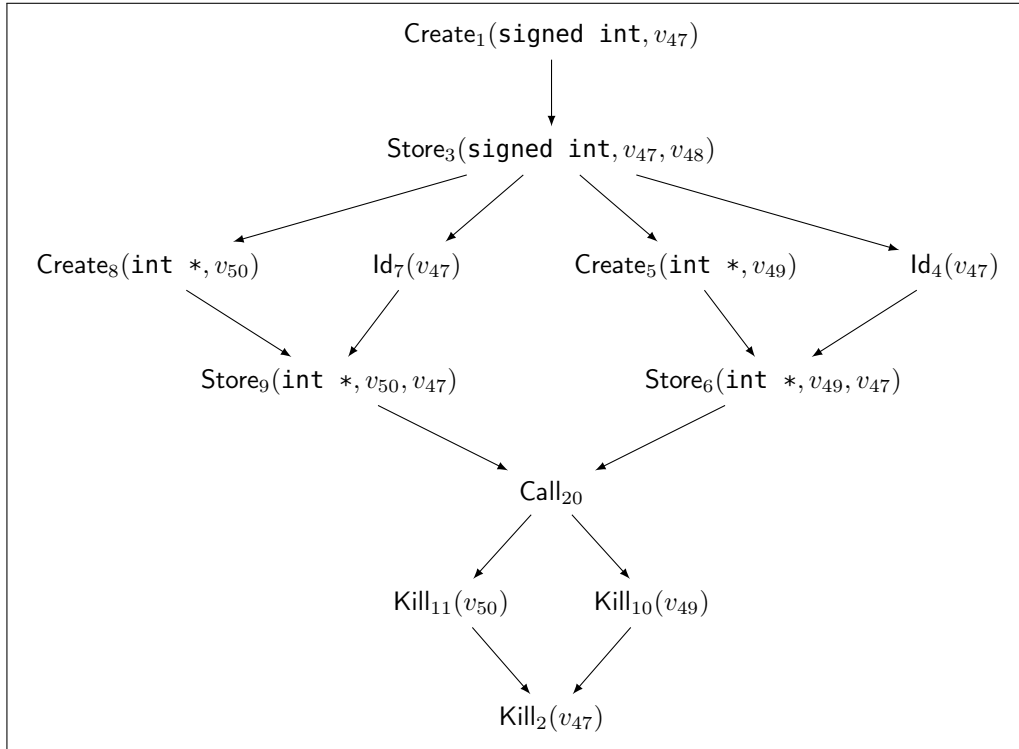 Create₁(signed int, v₄₇)
Store₃(signed int, v₄₇, v₄₈)
Create₈(int *, v₅₀) Id₇(v₄₇) Create₅(int *, v₄₉) Id₄(v₄₇)
Store₉(int *, v₅₀, v₄₇) Store₆(int *, v₄₉, v₄₇)
Call₂₀
Kill₁₁(v₅₀) Kill₁₀(v₄₉)
Kill₂(v₄₇)